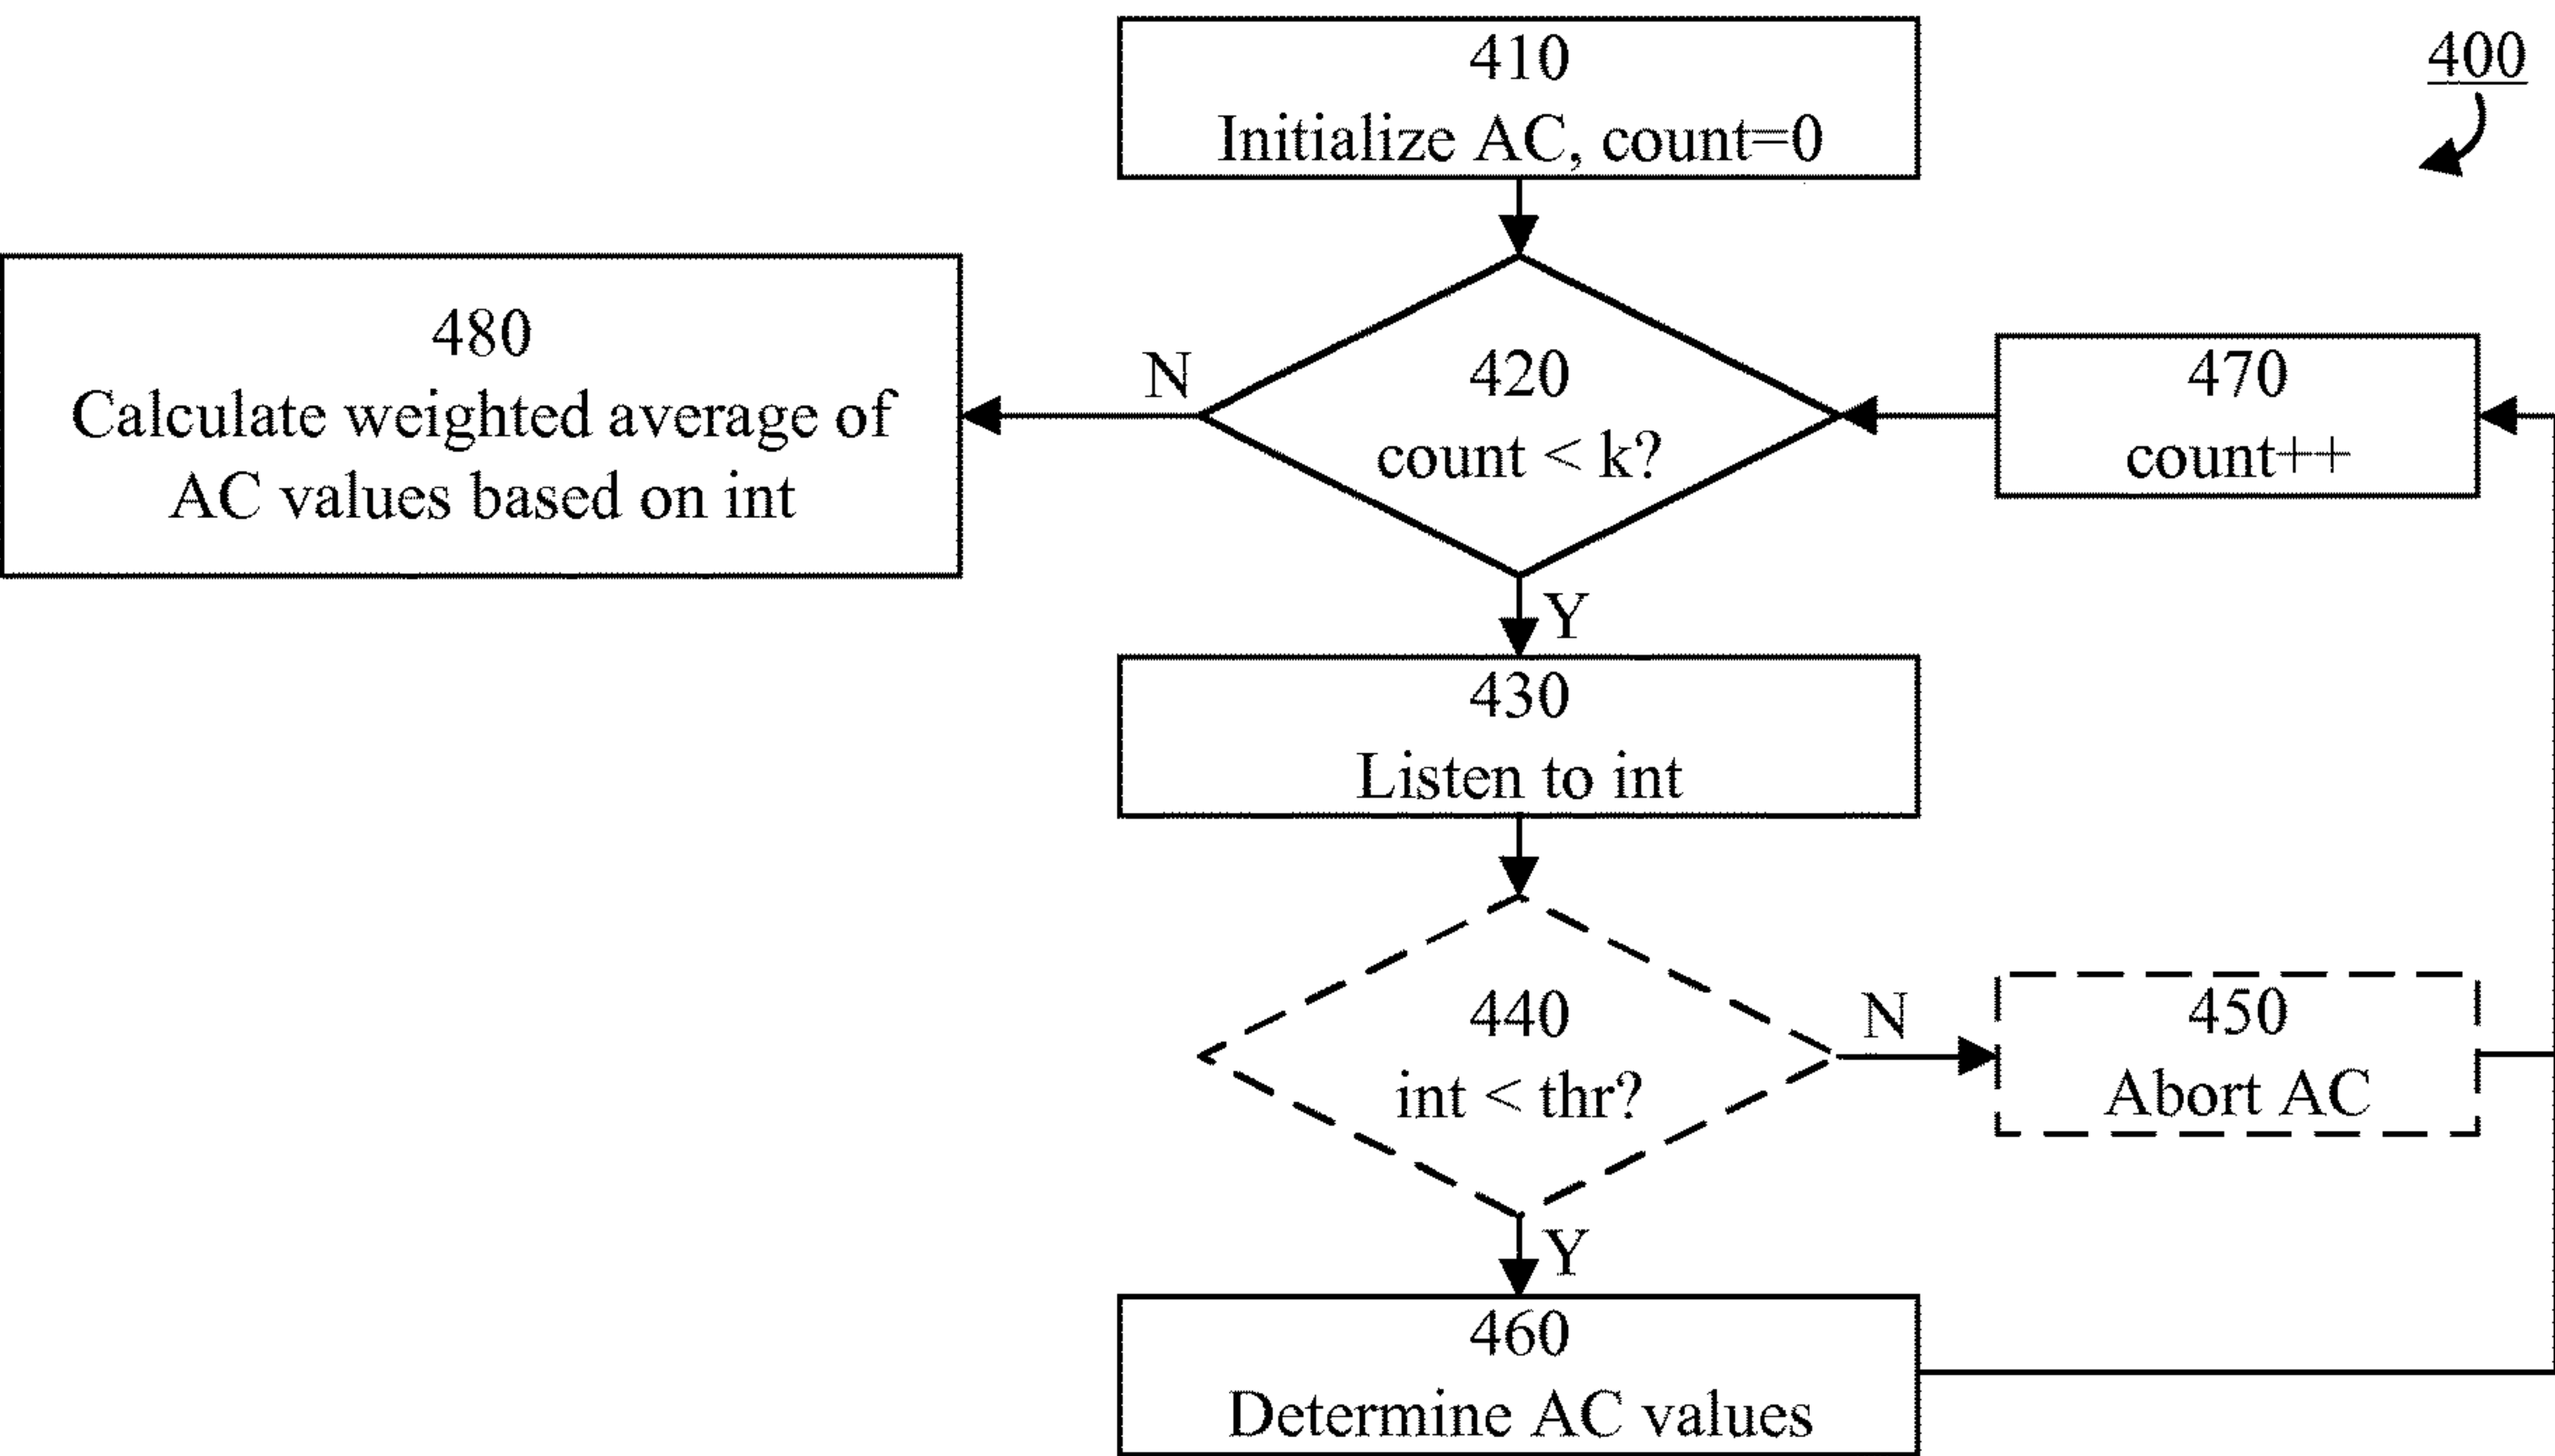 410
Initialize AC, count=0
400
480
Calculate weighted average of
AC values based on int
N
420
count < k?
470
count++
Y
430
Listen to int
440
int < thr?
N
450
Abort AC
Y
460
Determine AC values